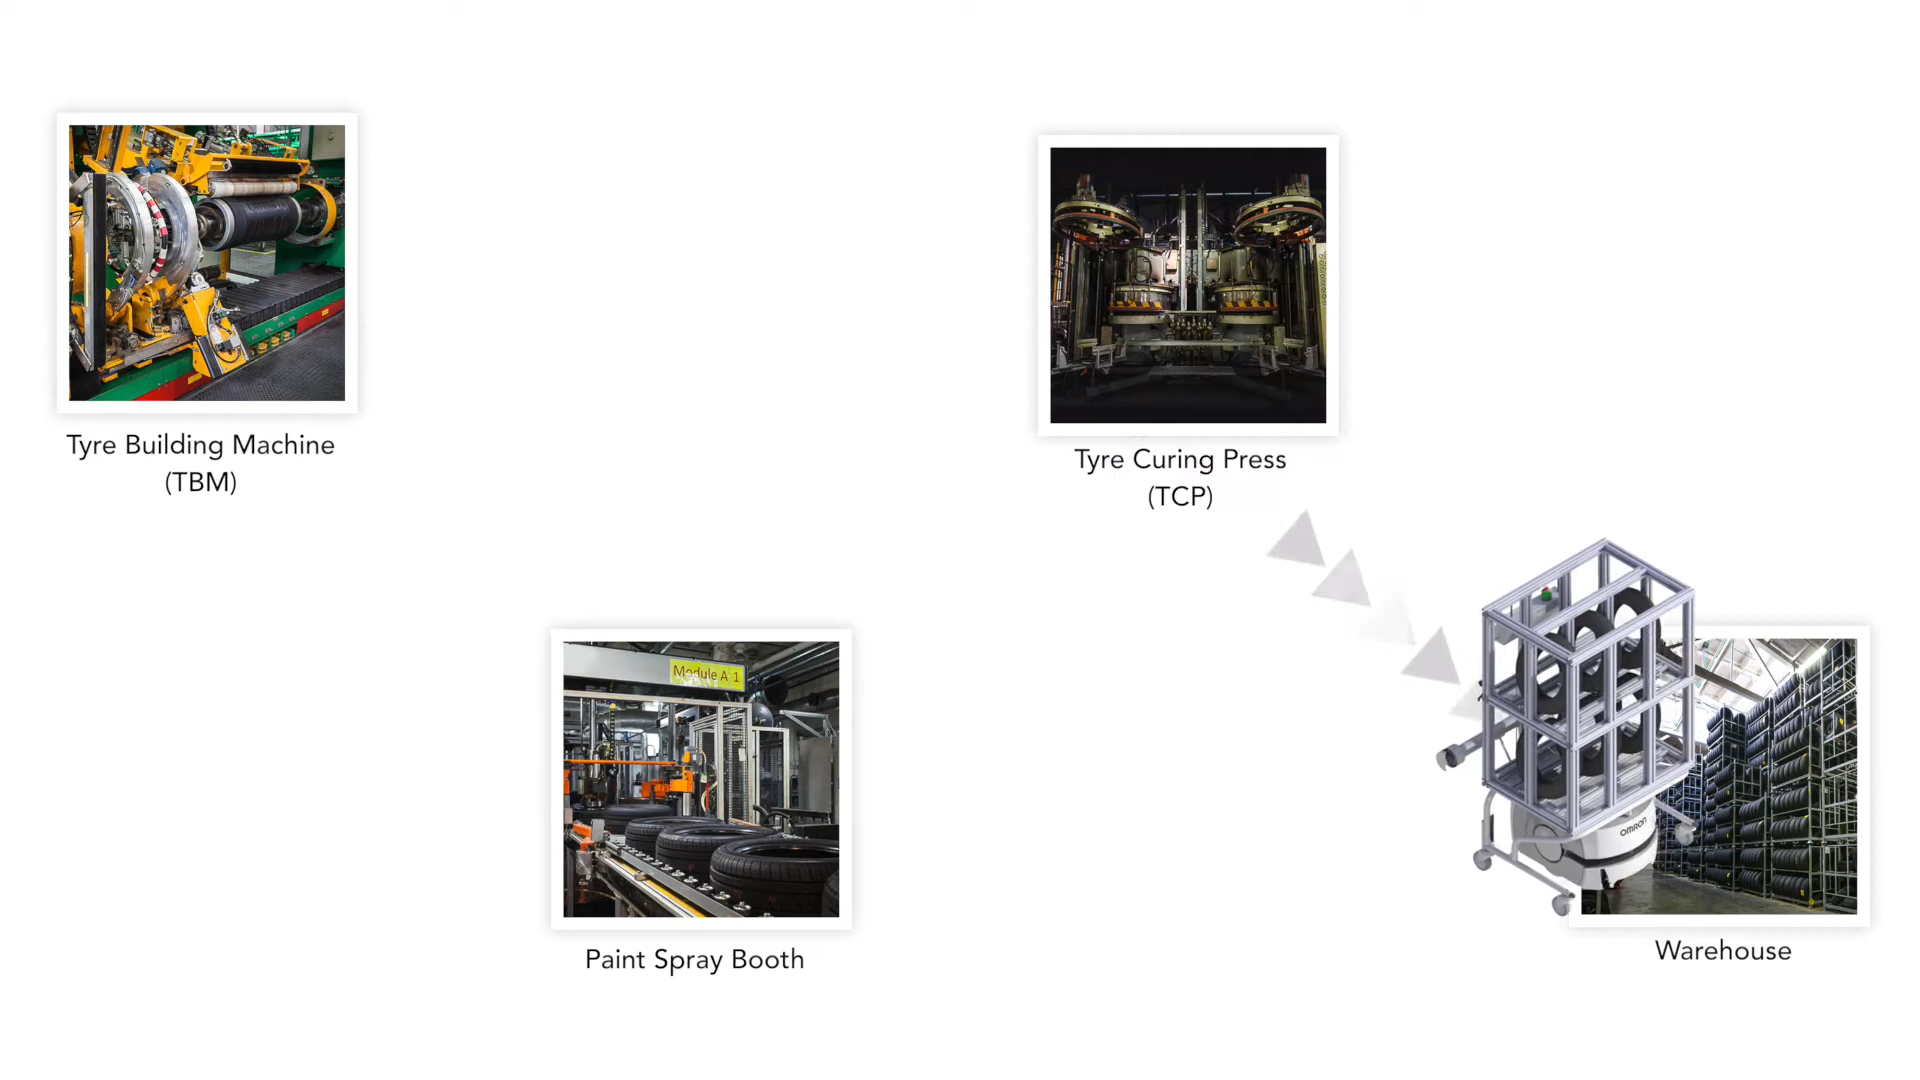 Tyre Building Machine
(TBM)
Tyre Curing Press
(TCP)
Module A 1
Paint Spray Booth
OMRON
Warehouse